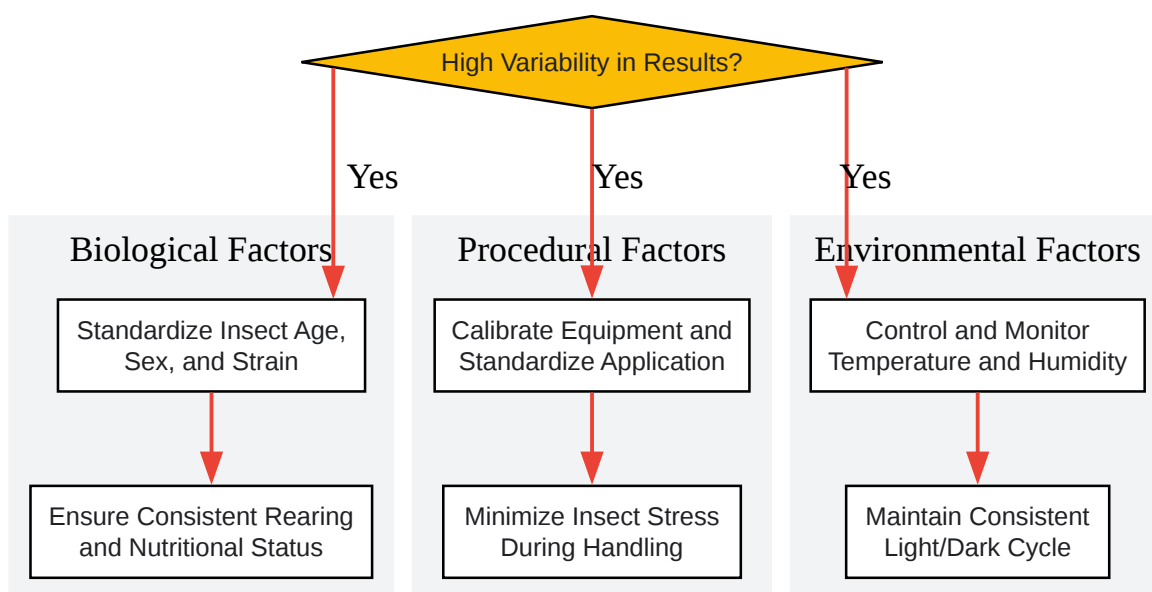 High Variability in Results?
Yes
Yes
Yes
Biological Factors
Procedural Factors
Environmental Factors
Standardize Insect Age,
Sex, and Strain
Calibrate Equipment and
Standardize Application
Control and Monitor
Temperature and Humidity
Ensure Consistent Rearing
and Nutritional Status
Minimize Insect Stress
During Handling
Maintain Consistent
Light/Dark Cycle